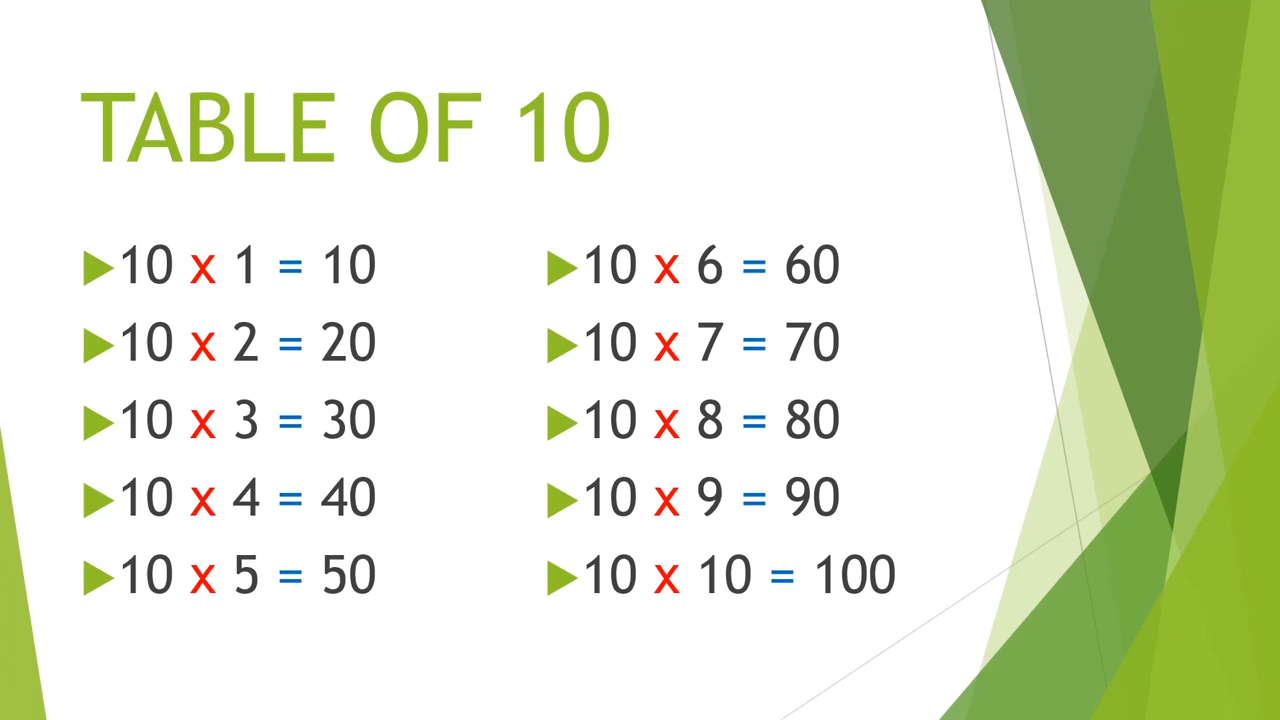 TABLE OF 10
10 x 1 = 10
10 x 2 = 20
10 x 3 = 30
10 x 4 = 40
10 x 5 = 50
10 x 6 = 60
10 x 7 = 70
10 x 8 = 80
10 x 9 = 90
10 x 10 = 100